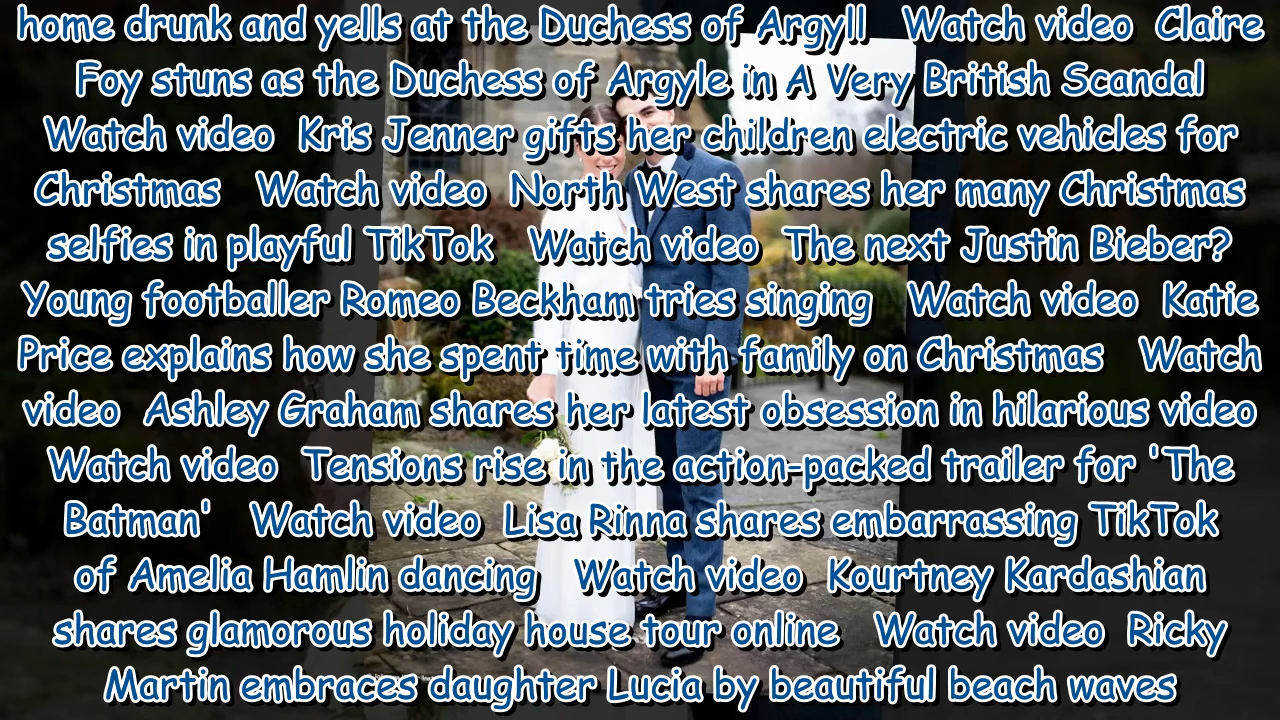 home drunk and yells at the Duchess of Argyll Watch video Claire
Foy stuns as the Duchess of Argyle in A Very British Scandal
Watch video Kris Jenner gifts her children electric vehicles for
Christmas Watch video North West shares her many Christmas
selfies in playful TikTok Watch video The next Justin Bieber?
Young footballer Romeo Beckham tries singing Watch video Katie
Price explains how she spent time with family on Christmas Watch
video Ashley Graham shares her latest obsession in hilarious video
Watch video Tensions rise in the action-packed trailer for 'The
Batman' Watch video Lisa Rinna shares embarrassing TikTok
of Amelia Hamlin dancing Watch video Kourtney Kardashian
shares glamorous holiday house tour online Watch video Ricky
Martin embraces daughter Lucia by beautiful beach waves